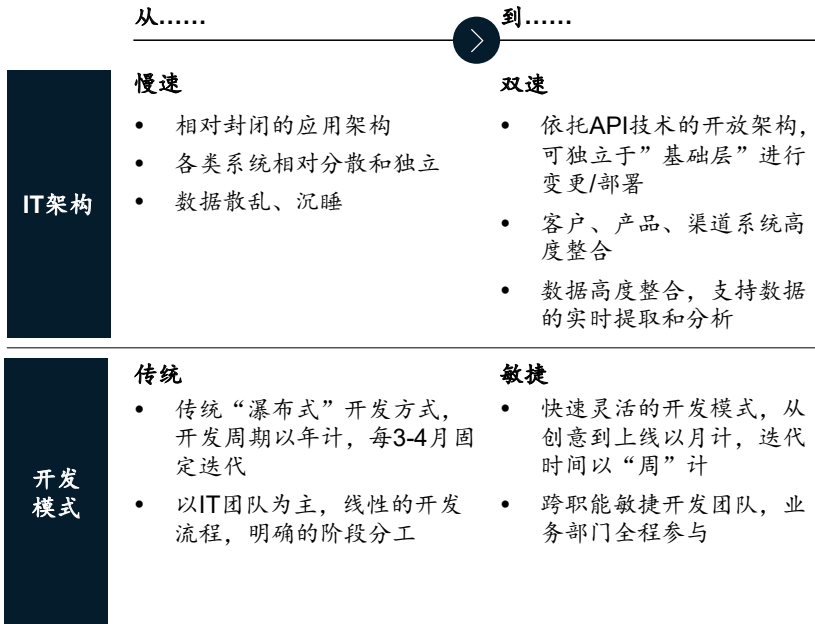 从……
到……
IT架构
慢速
• 相对封闭的应用架构
• 各类系统相对分散和独立
• 数据散乱、沉睡
双速
• 依托API技术的开放架构，
可独立于”基础层”进行
变更/部署
• 客户、产品、渠道系统高
度整合
• 数据高度整合，支持数据
的实时提取和分析
开发
模式
传统
• 传统“瀑布式”开发方式，
开发周期以年计，每3-4月固
定迭代
• 以IT团队为主，线性的开发
流程，明确的阶段分工
敏捷
• 快速灵活的开发模式，从
创意到上线以月计，迭代
时间以“周”计
• 跨职能敏捷开发团队，业
务部门全程参与